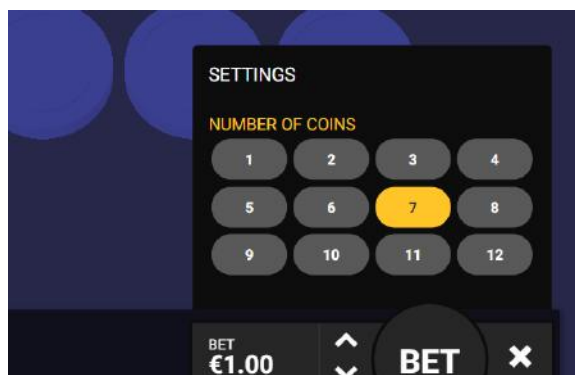 SETTINGS
NUMBER OF COINS
1 2 3 4
5 6 7 8
9 10 11 12
BET
€1.00
BET